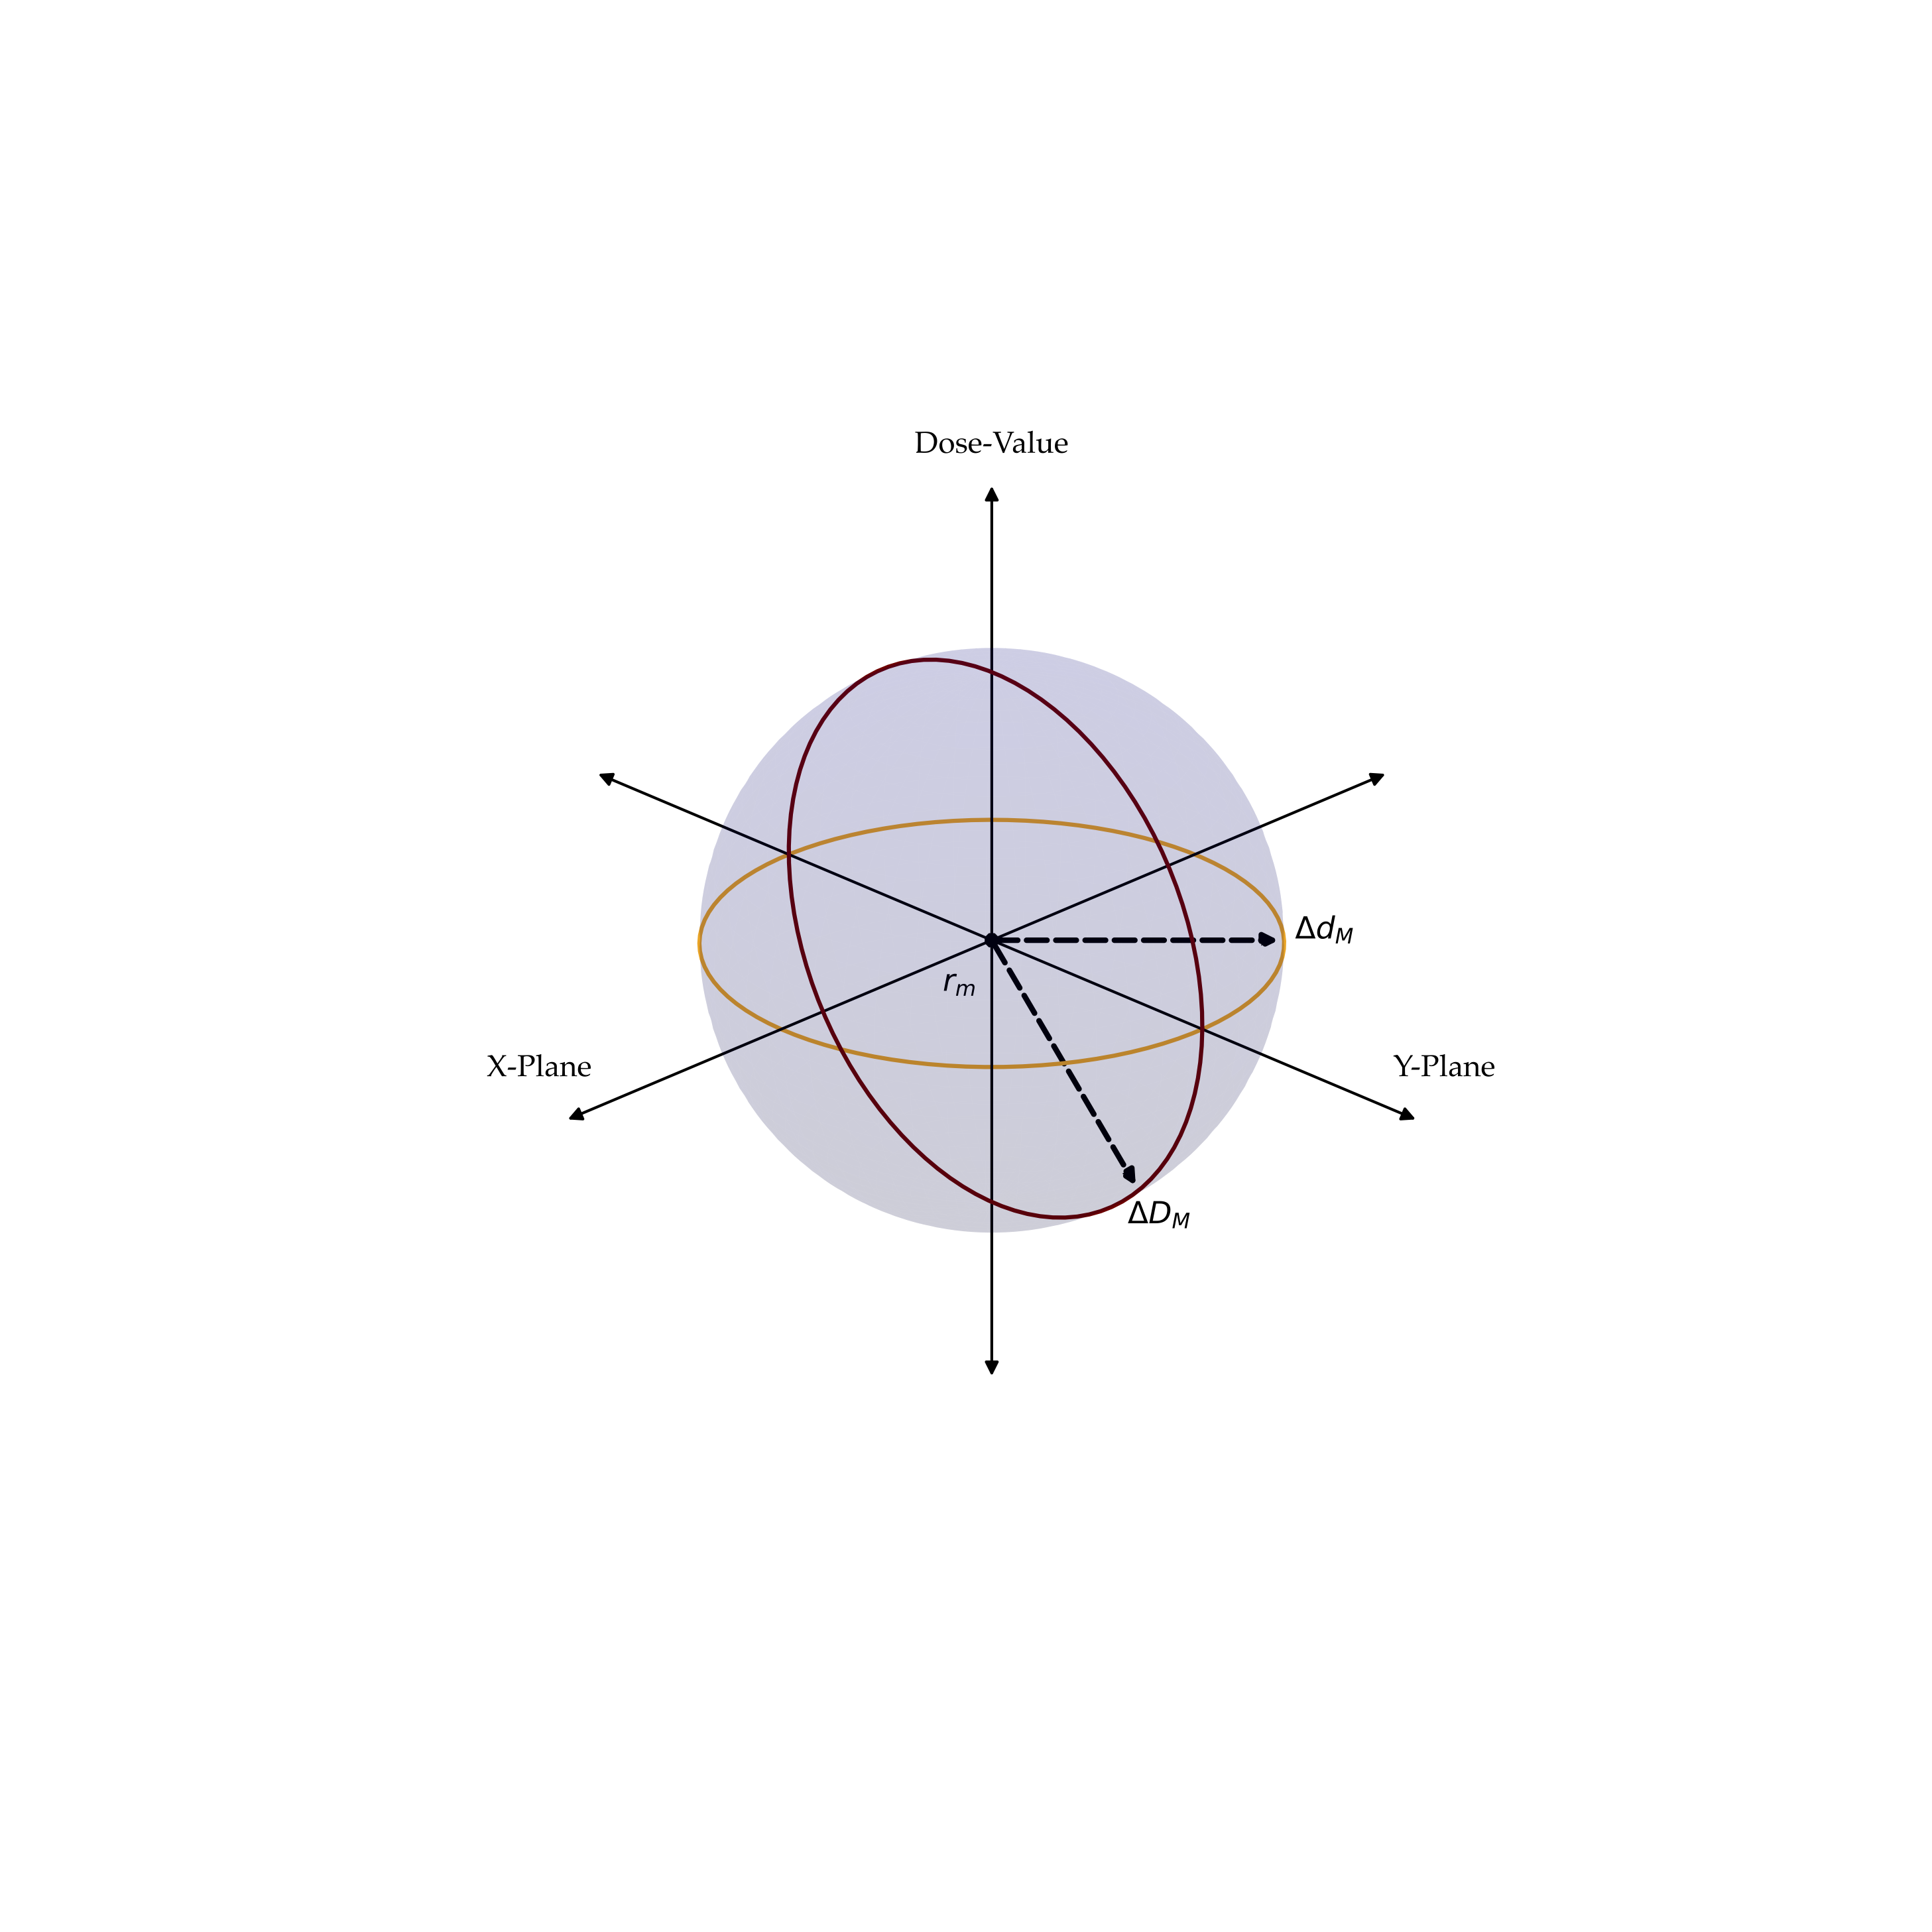 Dose-Value
Δd_M
r_m
X-Plane
Y-Plane
ΔD_M